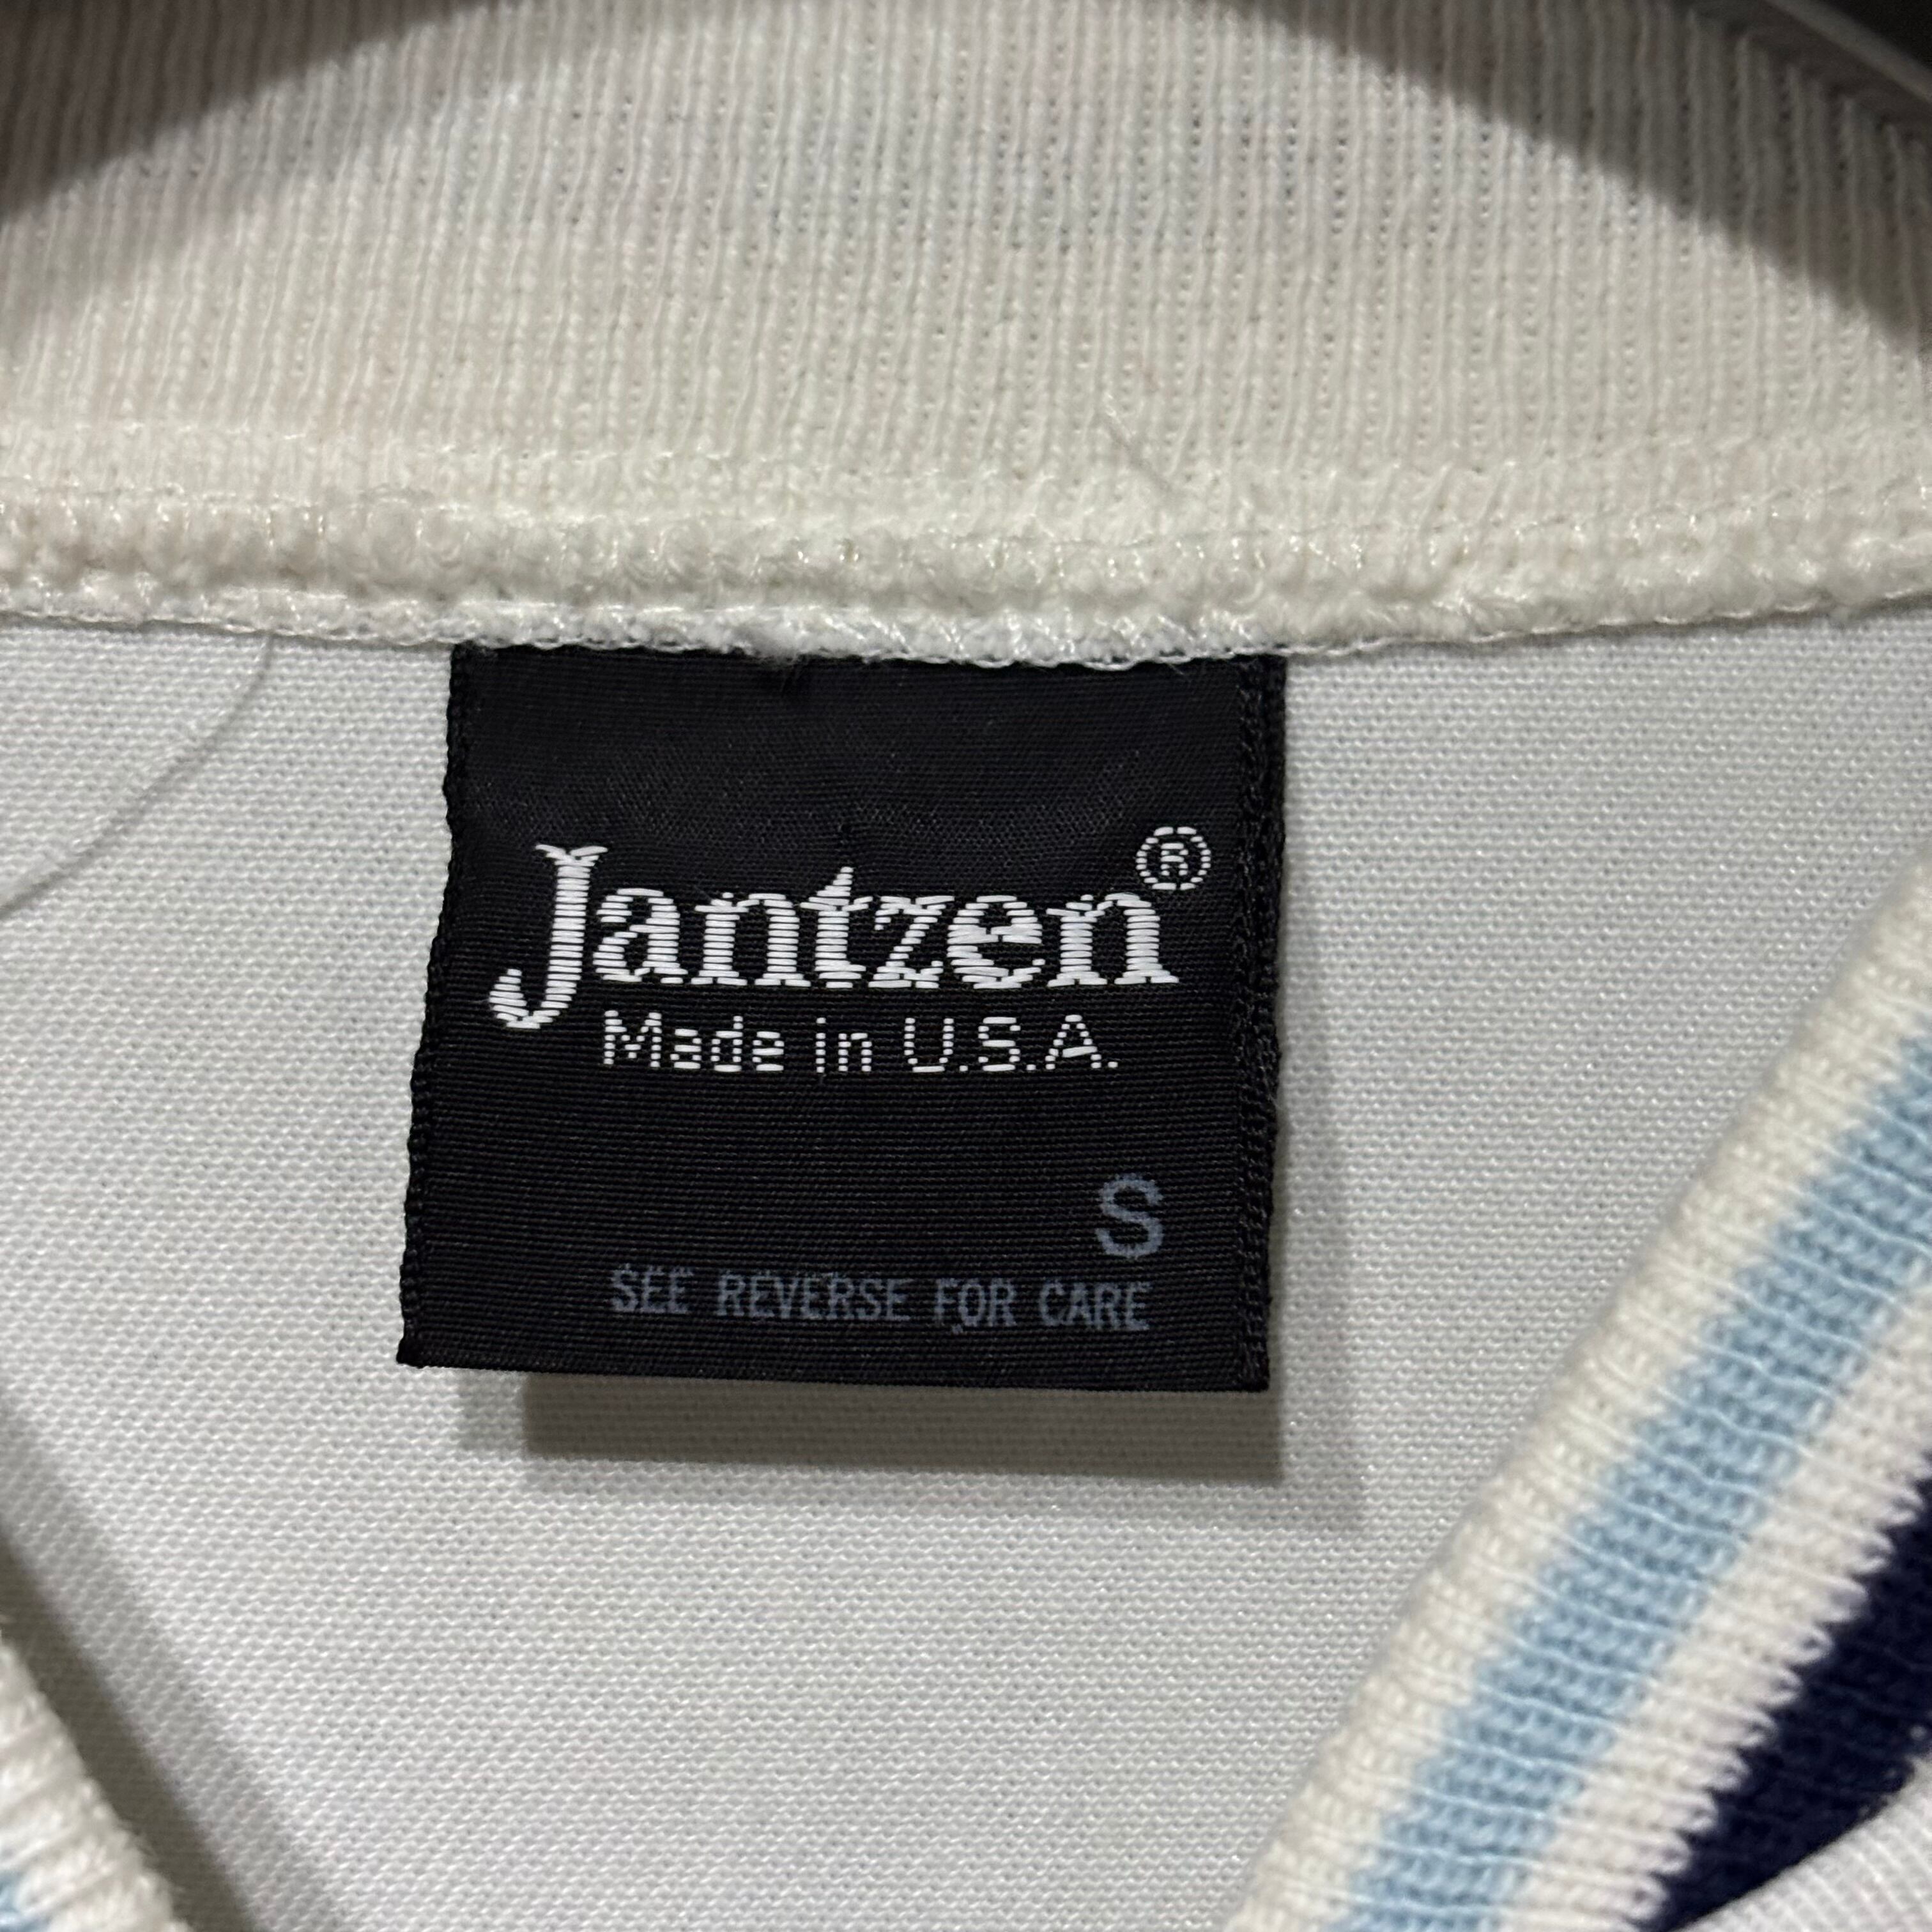 Jantzen®
Made in U.S.A.
S
SEE REVERSE FOR CARE